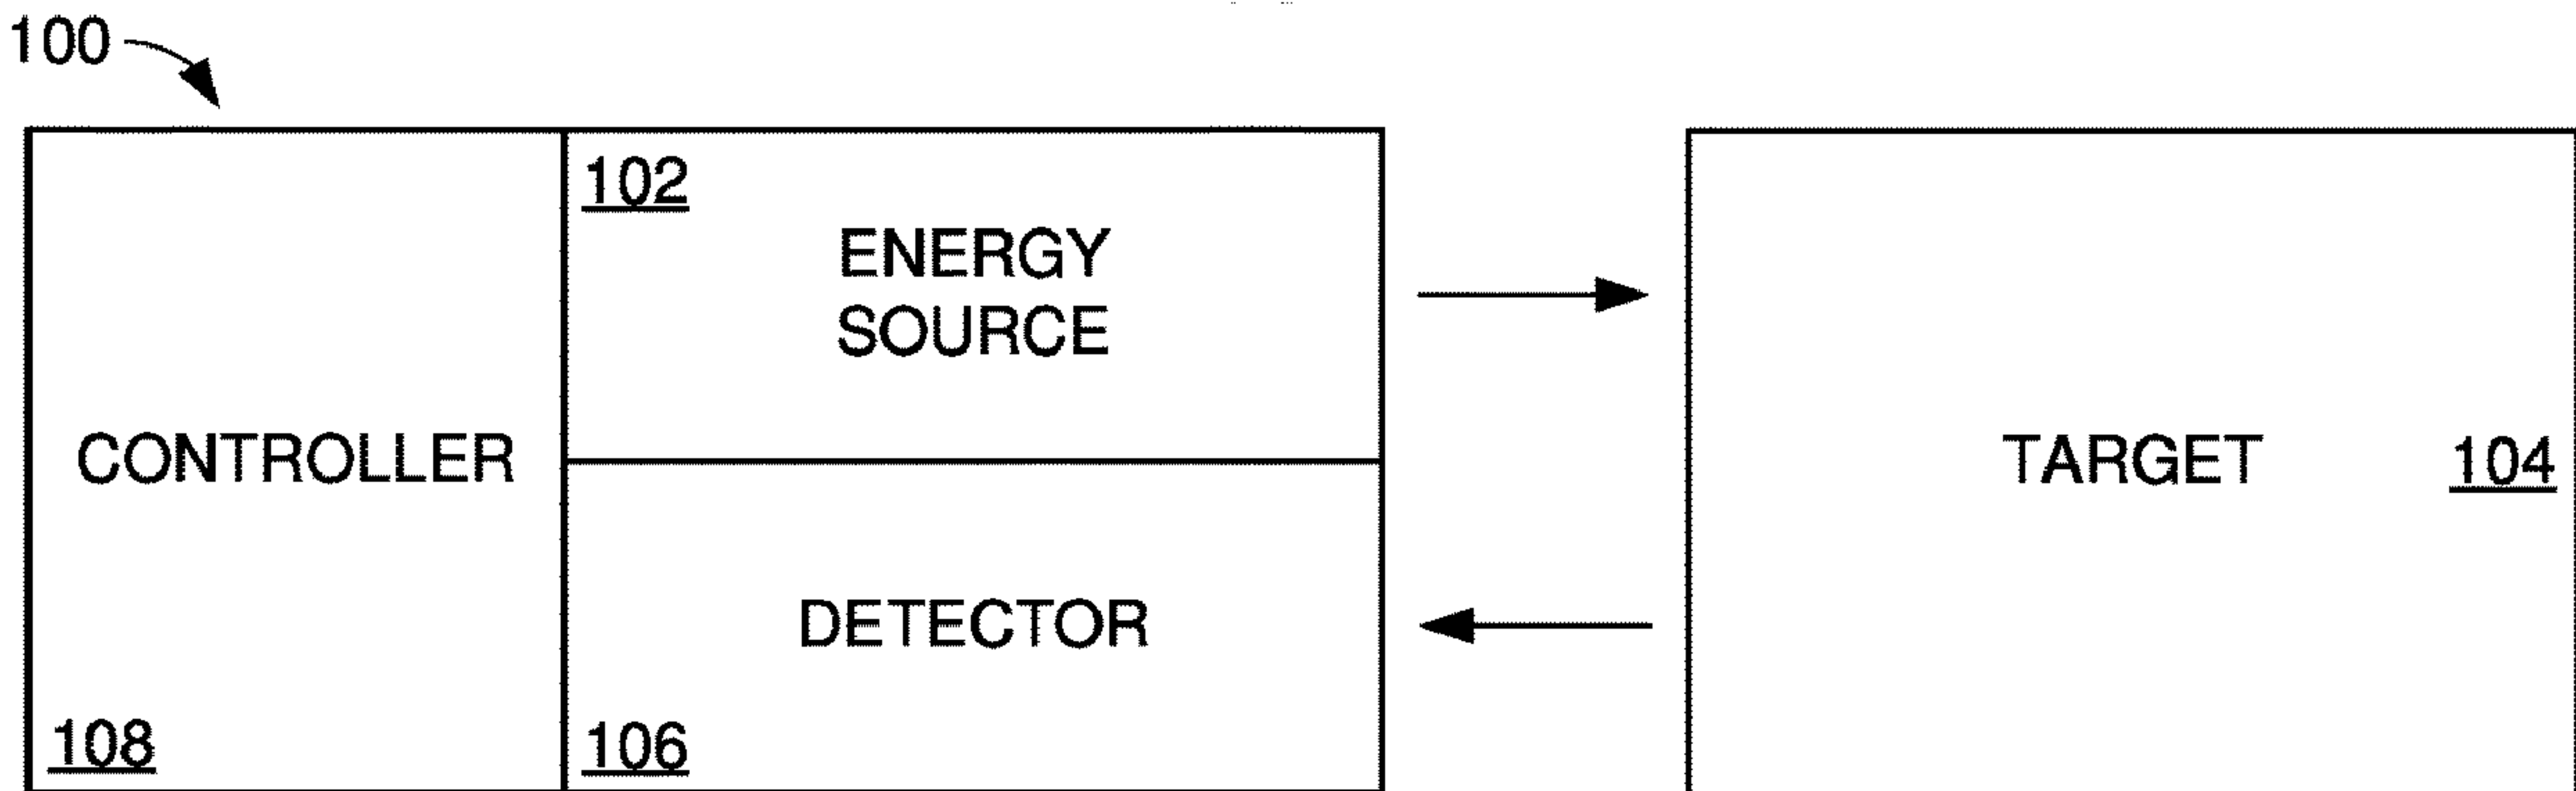 100
102
ENERGY
SOURCE
CONTROLLER
TARGET
104
DETECTOR
108
106